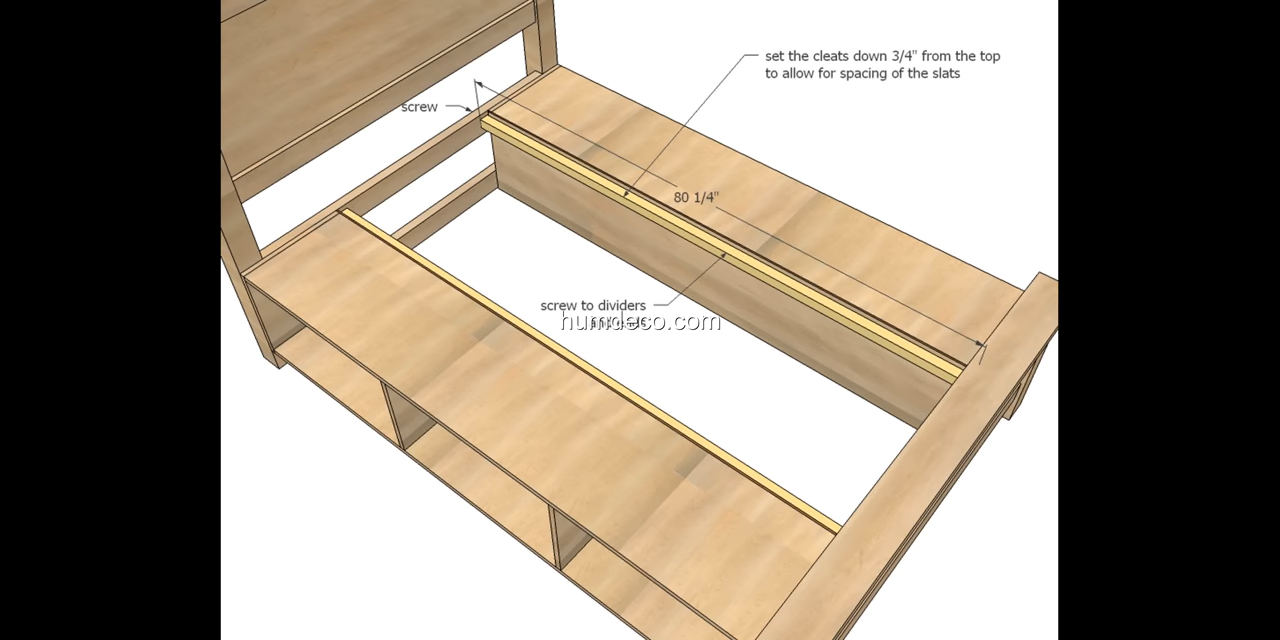 set the cleats down 3/4" from the top
to allow for spacing of the slats
screw
80 1/4"
screw to dividers
humdeco.com